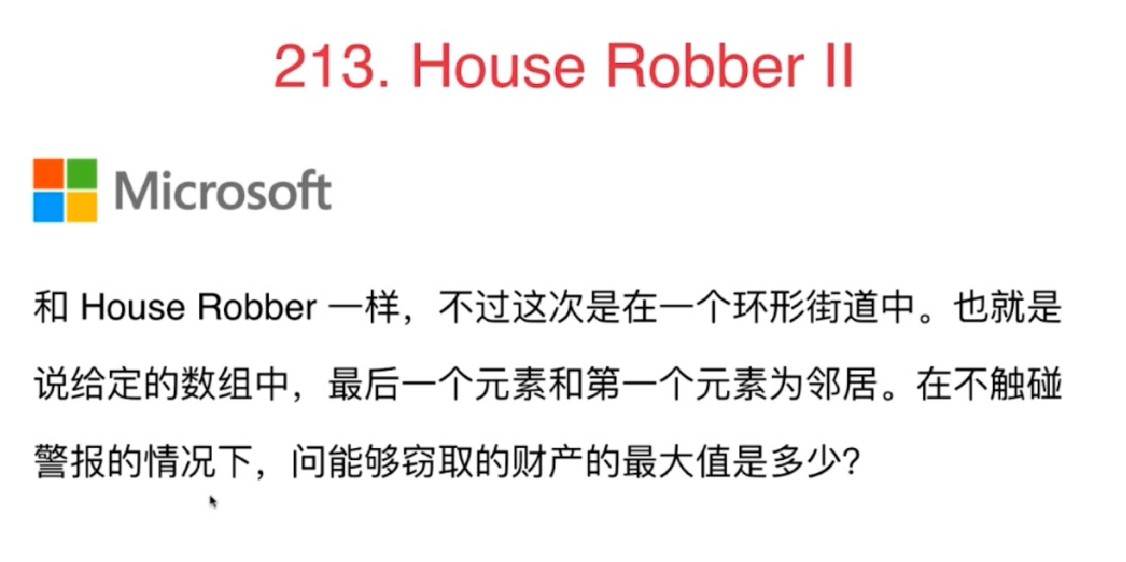 213. House Robber II
Microsoft
和 House Robber 一样，不过这次是在一个环形街道中。也就是
说给定的数组中，最后一个元素和第一个元素为邻居。在不触碰
警报的情况下，问能够窃取的财产的最大值是多少？